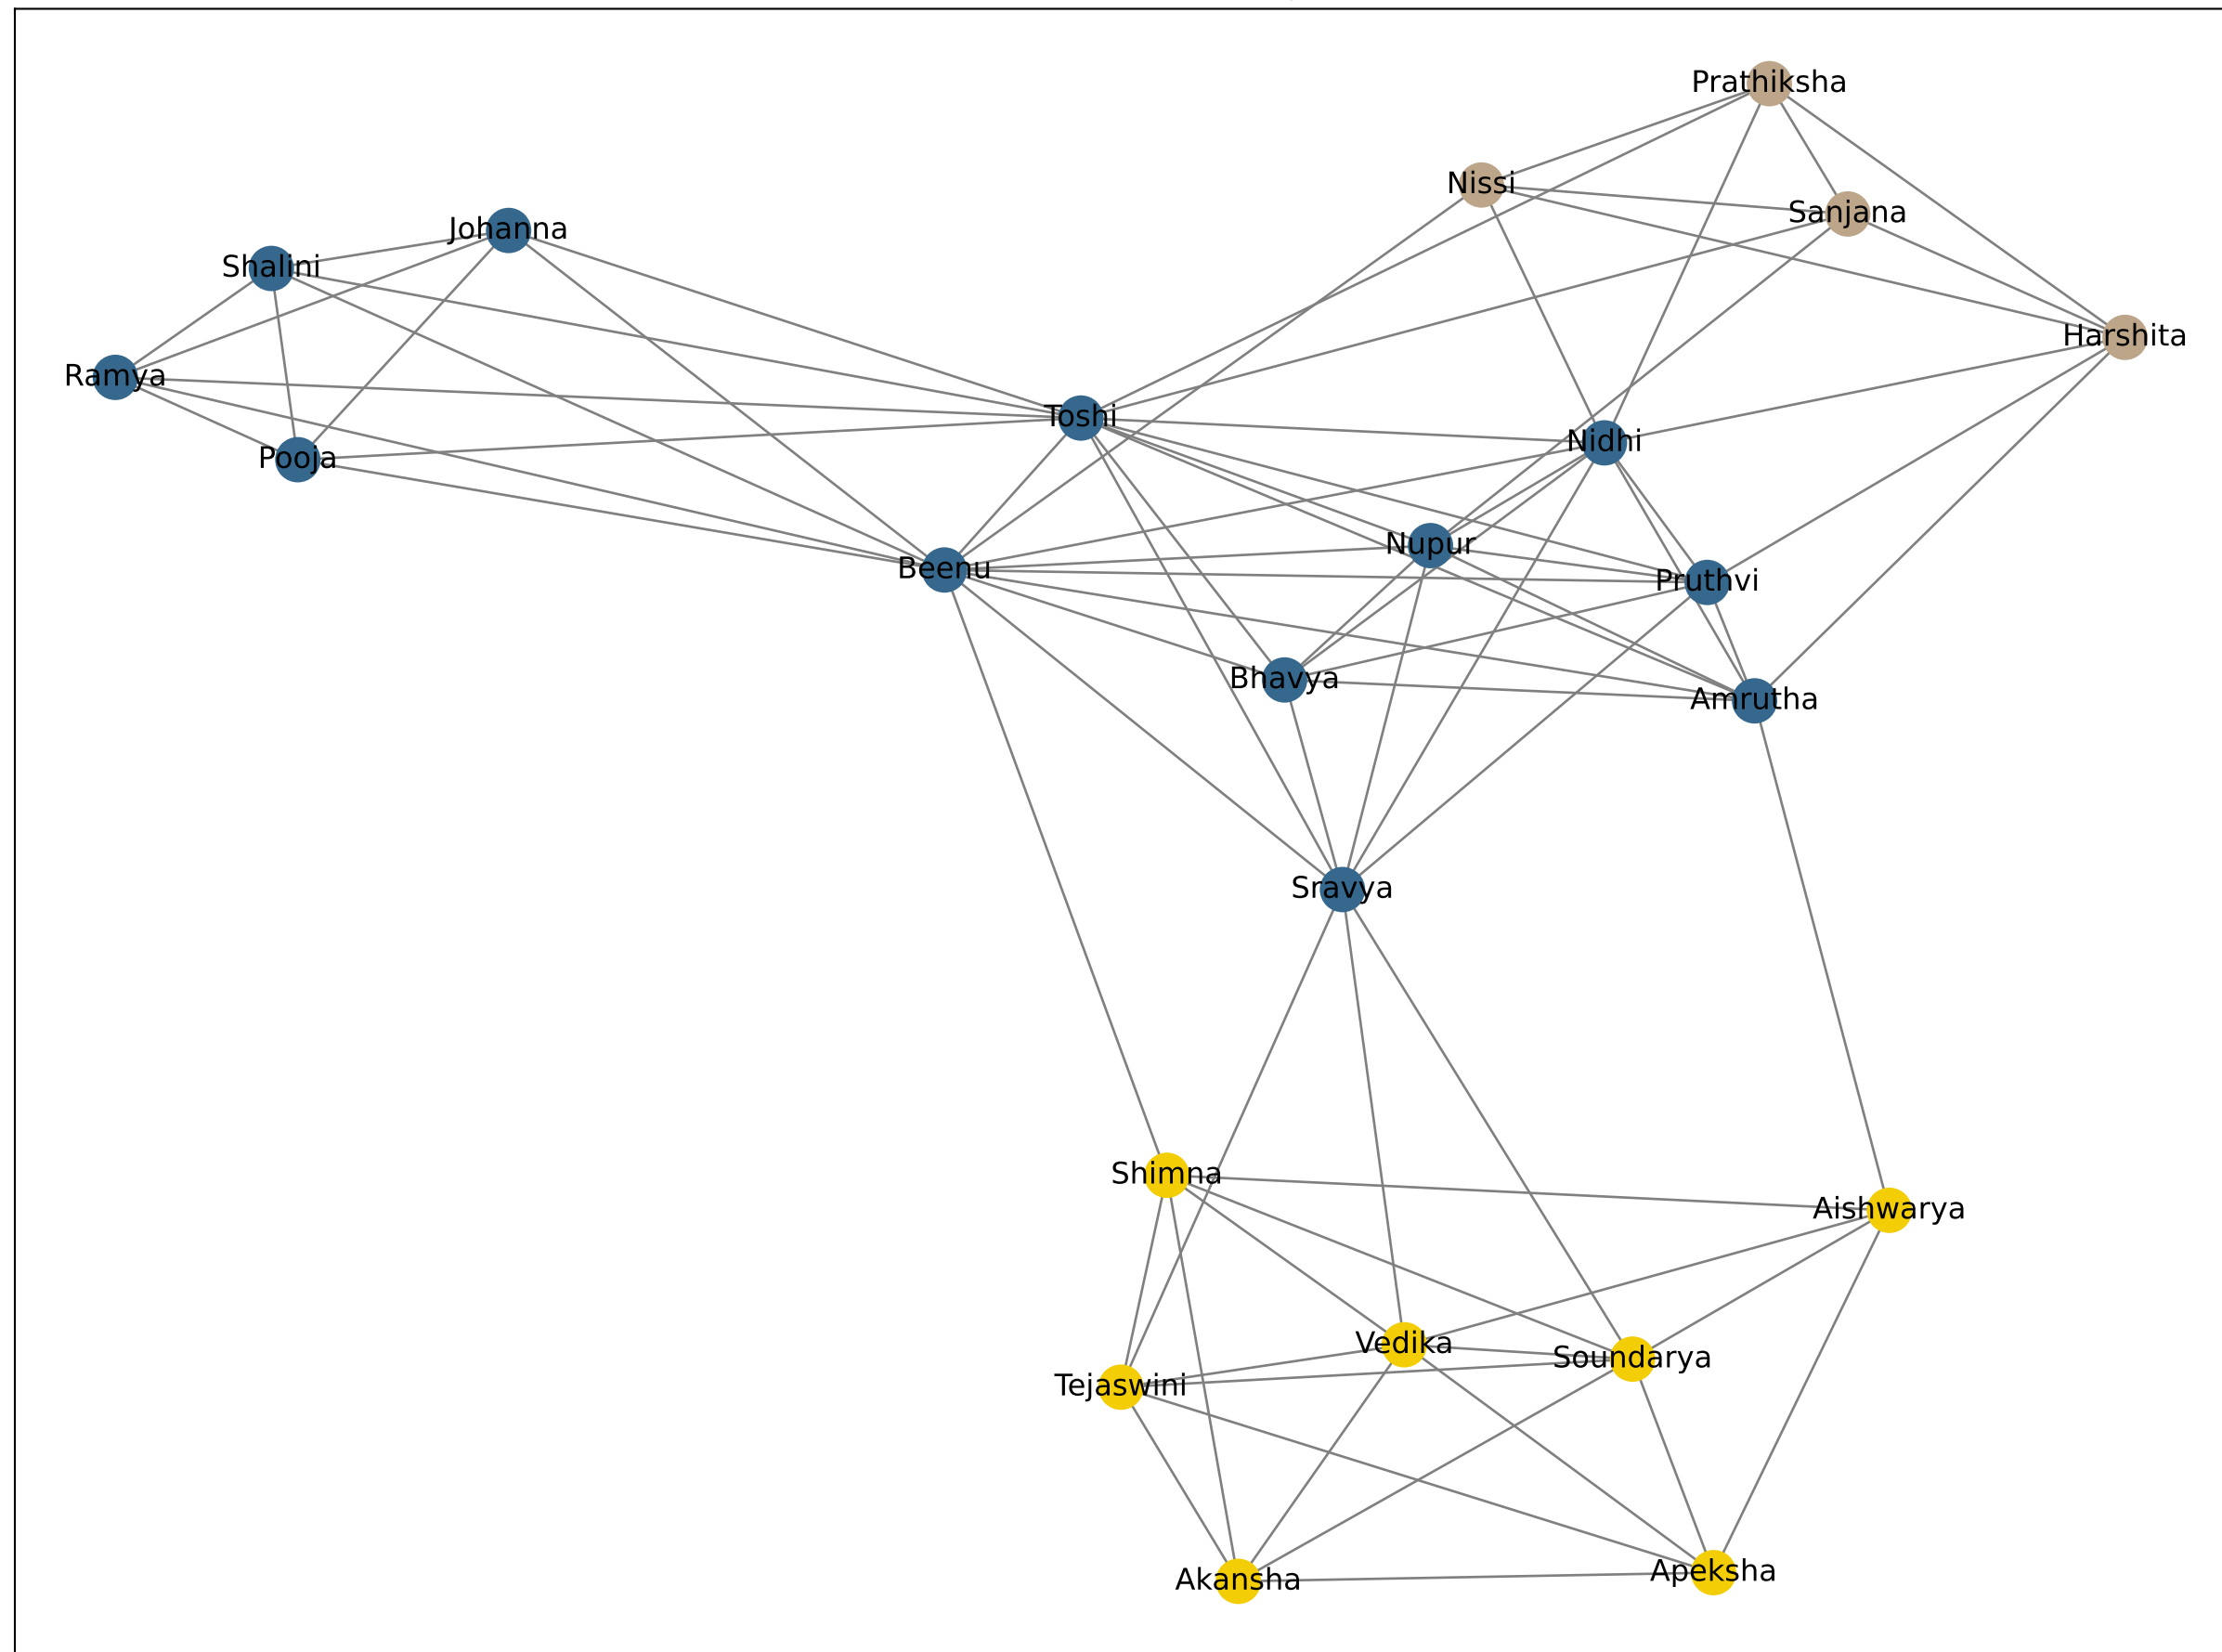 Prathiksha
Nissi
Sanjana
Johanna
Shalini
Harshita
Ramya
Toshi
Nidhi
Pooja
Nupur
Beenu
Pruthvi
Bhavya
Amrutha
Sravya
Shimna
Aishwarya
Vedika
Soundarya
Tejaswini
Apeksha
Akansha